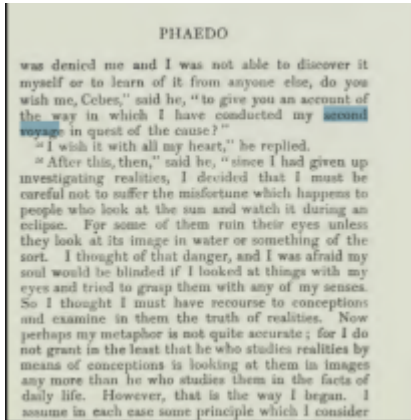 PHAEDO
was denied me and I was not able to discover it
myself or to learn of it from anyone else, do you
wish me, Cebes," said he, "to give you an account of
the way in which I have conducted my second
voyage in quest of the cause?"
"I wish it with all my heart," he replied.
"After this, then," said he, "since I had given up
investigating realities, I decided that I must be
careful not to suffer the misfortune which happens to
people who look at the sun and watch it during an
eclipse. For some of them ruin their eyes unless
they look at its image in water or something of the
sort. I thought of that danger, and I was afraid my
soul would be blinded if I looked at things with my
eyes and tried to grasp them with any of my senses.
So I thought I must have recourse to conceptions
and examine in them the truth of realities. Now
perhaps my metaphor is not quite accurate; for I do
not grant in the least that he who studies realities by
means of conceptions is looking at them in images
any more than he who studies them in the facts of
daily life. However, that is the way I began. I
assume in each case some principle which I consider